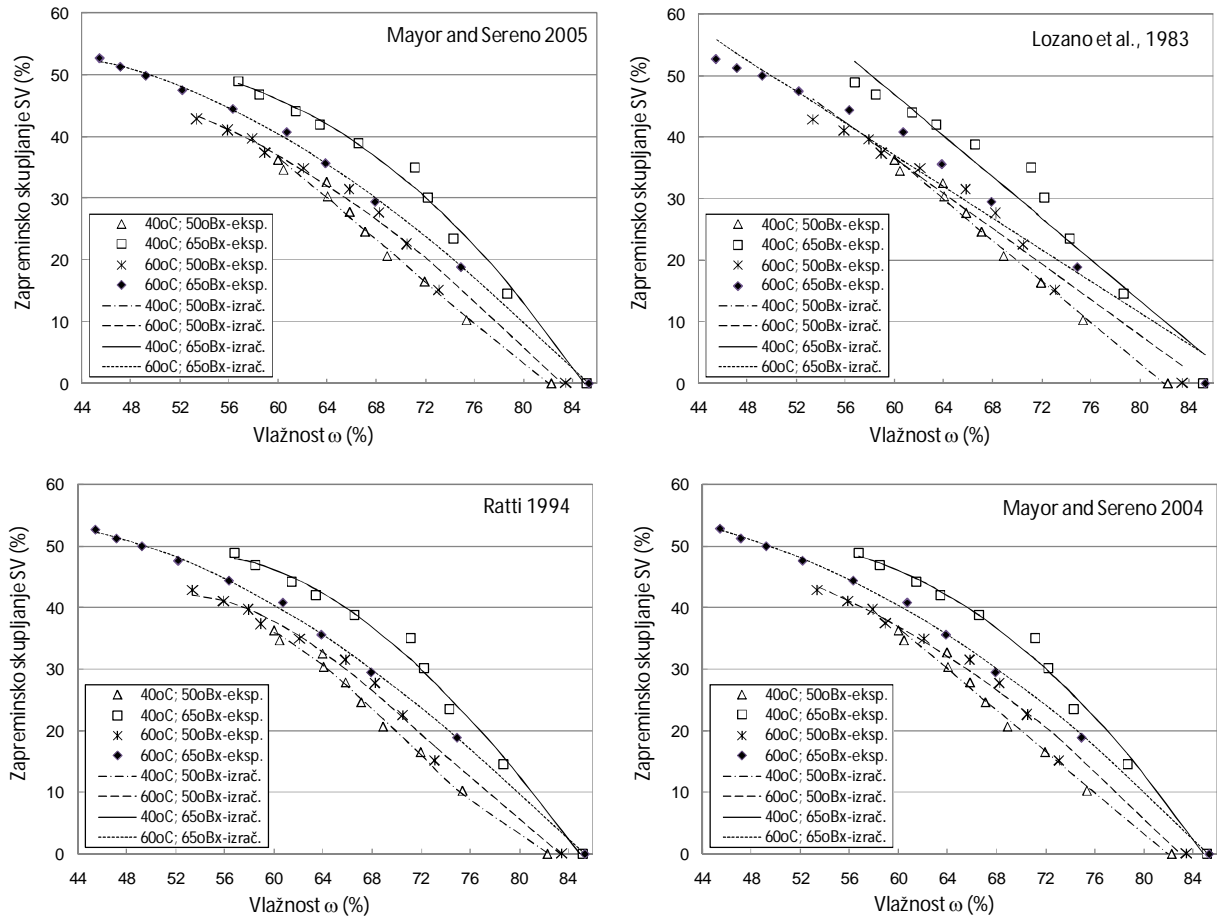 Mayor and Sereno 2005
Zapreminsko skupljanje SV (%)
60
50
40
30
20
10
0
40oC; 50oBx-eksp.
40oC; 65oBx-eksp.
60oC; 50oBx-eksp.
60oC; 65oBx-eksp.
40oC; 50oBx-izrač.
60oC; 50oBx-izrač.
40oC; 65oBx-izrač.
60oC; 65oBx-izrač.
44 48 52 56 60 64 68 72 76 80 84
Vlažnost ω (%)
Lozano et al., 1983
Zapreminsko skupljanje SV (%)
60
50
40
30
20
10
0
40oC; 50oBx-eksp.
40oC; 65oBx-eksp.
60oC; 50oBx-eksp.
60oC; 65oBx-eksp.
40oC; 50oBx-izrač.
60oC; 50oBx-izrač.
40oC; 65oBx-izrač.
60oC; 65oBx-izrač.
44 48 52 56 60 64 68 72 76 80 84
Vlažnost ω (%)
Ratti 1994
Zapreminsko skupljanje SV (%)
60
50
40
30
20
10
0
40oC; 50oBx-eksp.
40oC; 65oBx-eksp.
60oC; 50oBx-eksp.
60oC; 65oBx-eksp.
40oC; 50oBx-izrač.
60oC; 50oBx-izrač.
40oC; 65oBx-izrač.
60oC; 65oBx-izrač.
44 48 52 56 60 64 68 72 76 80 84
Vlažnost ω (%)
Mayor and Sereno 2004
Zapreminsko skupljanje SV (%)
60
50
40
30
20
10
0
40oC; 50oBx-eksp.
40oC; 65oBx-eksp.
60oC; 50oBx-eksp.
60oC; 65oBx-eksp.
40oC; 50oBx-izrač.
60oC; 50oBx-izrač.
40oC; 65oBx-izrač.
60oC; 65oBx-izrač.
44 48 52 56 60 64 68 72 76 80 84
Vlažnost ω (%)